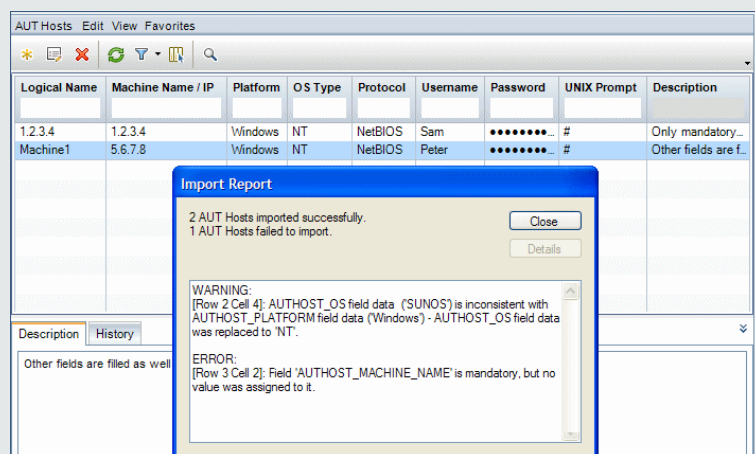 AUT Hosts Edit View Favorites
Logical Name Machine Name / IP Platform OS Type Protocol Username Password UNIX Prompt Description
1.2.3.4 1.2.3.4 Windows NT NetBIOS Sam ●●●●●●●●... # Only mandatory...
Machine1 5.6.7.8 Windows NT NetBIOS Peter ●●●●●●●●... # Other fields are f...
Import Report
2 AUT Hosts imported successfully.
1 AUT Hosts failed to import.
Close
Details
WARNING:
[Row 2 Cell 4]: AUTHOST_OS field data ('SUNOS') is inconsistent with
AUTHOST_PLATFORM field data ('Windows') - AUTHOST_OS field data
was replaced to 'NT'.
ERROR:
[Row 3 Cell 2]: Field 'AUTHOST_MACHINE_NAME' is mandatory, but no
value was assigned to it.
Description History
Other fields are filled as well